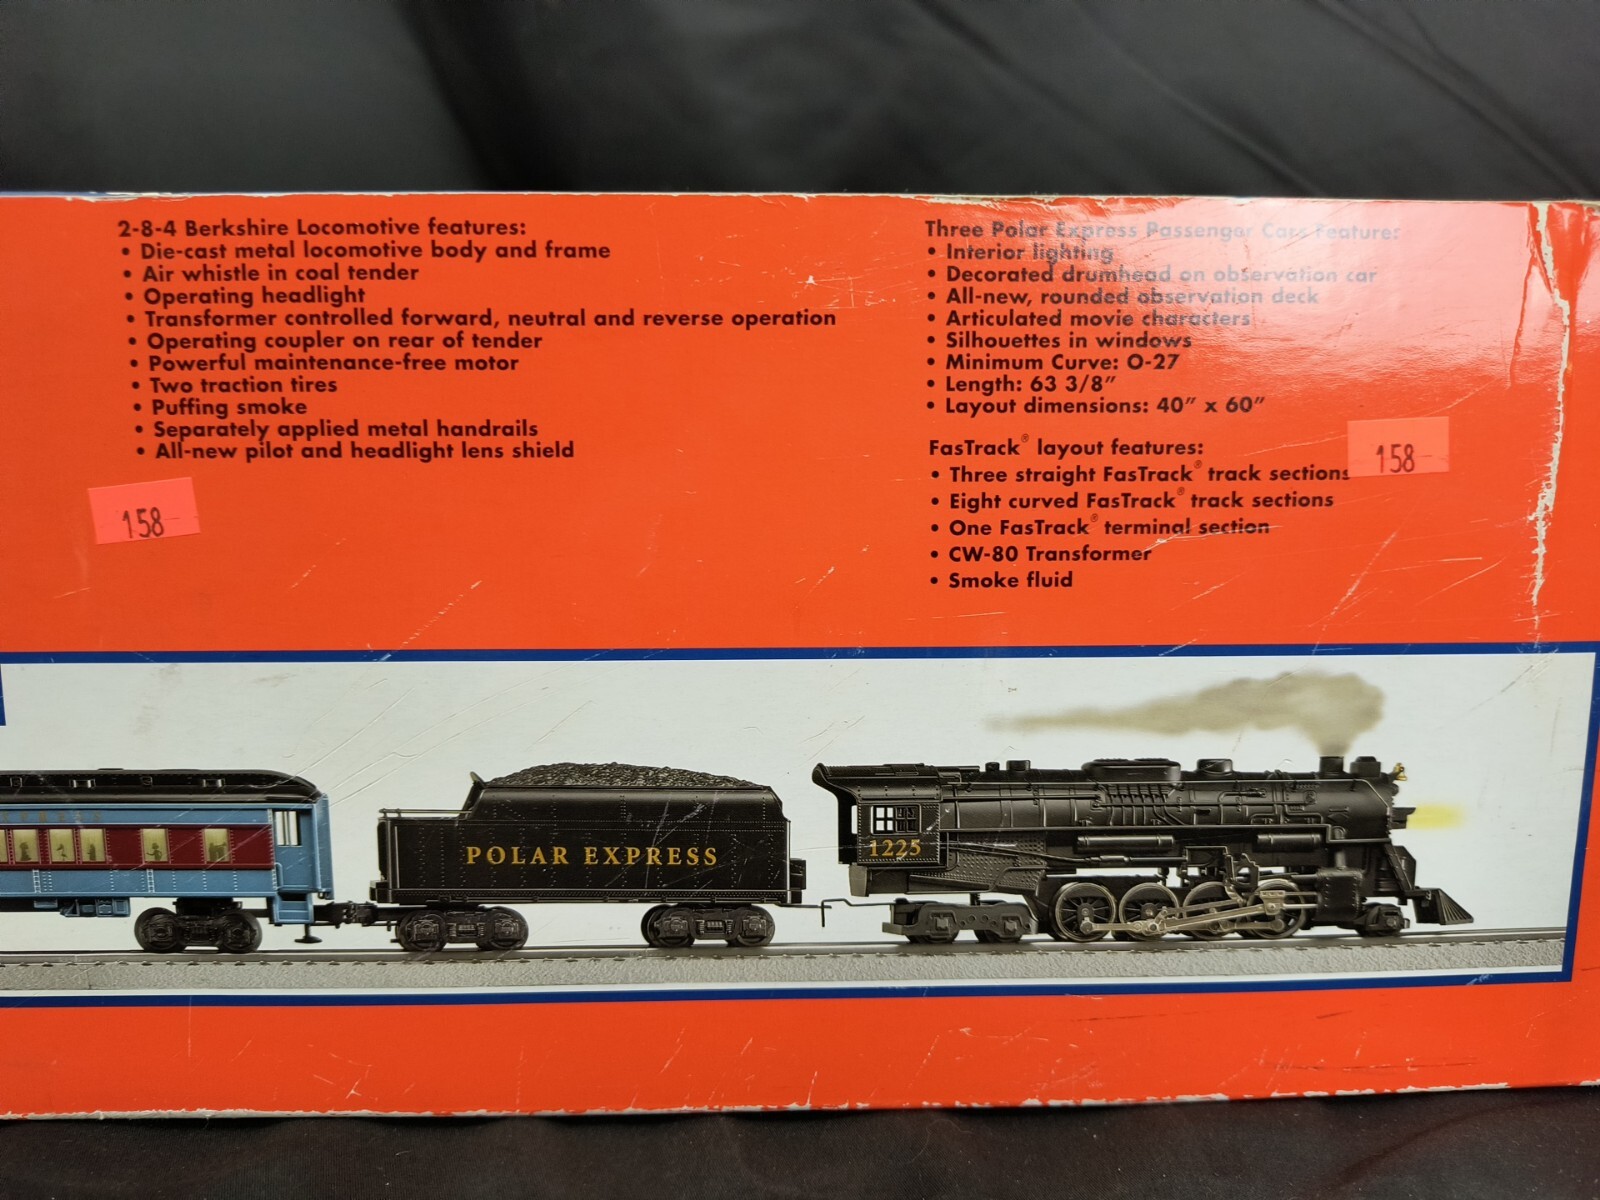 2-8-4 Berkshire Locomotive features:
• Die-cast metal locomotive body and frame
• Air whistle in coal tender
• Operating headlight
• Transformer controlled forward, neutral and reverse operation
• Operating coupler on rear of tender
• Powerful maintenance-free motor
• Two traction tires
• Puffing smoke
• Separately applied metal handrails
• All-new pilot and headlight lens shield
158
Three Polar Express Passenger Cars Feature:
• Interior lighting
• Decorated drumhead on observation car
• All-new, rounded observation deck
• Articulated movie characters
• Silhouettes in windows
• Minimum Curve: O-27
• Length: 63 3/8"
• Layout dimensions: 40" x 60"
FasTrack® layout features:
• Three straight FasTrack® track sections
• Eight curved FasTrack® track sections
• One FasTrack® terminal section
• CW-80 Transformer
• Smoke fluid
158
POLAR EXPRESS
1225